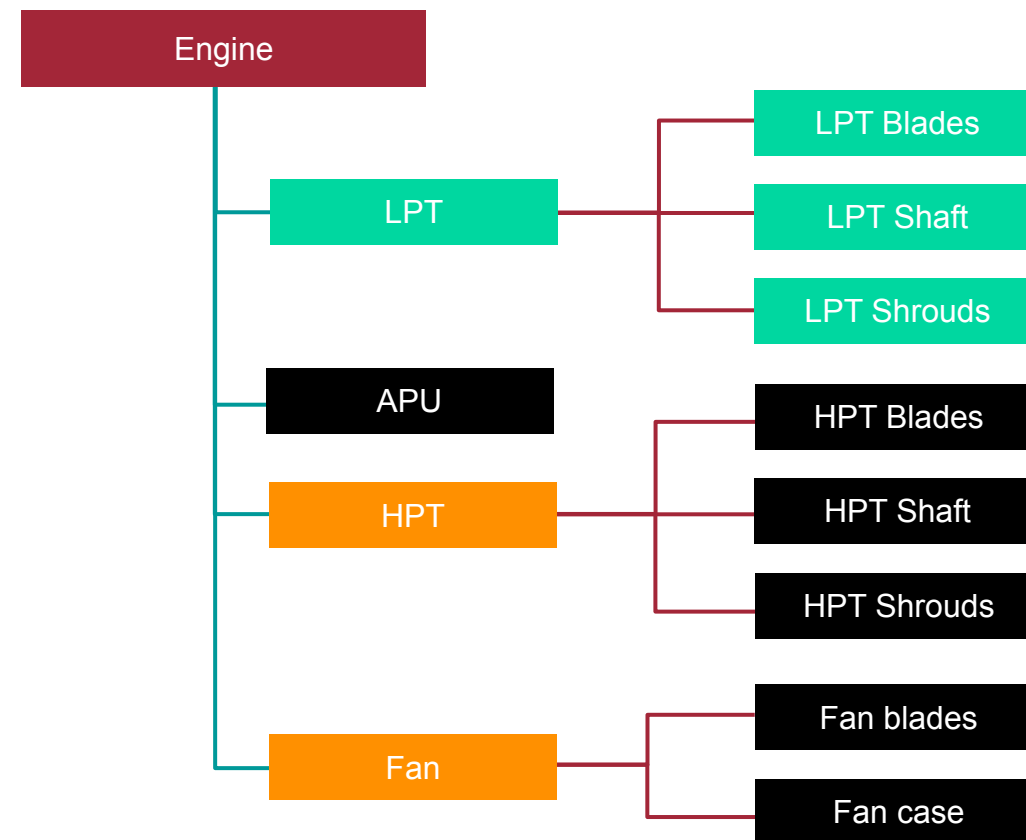 Engine
LPT
LPT Blades
LPT Shaft
LPT Shrouds
APU
HPT
HPT Blades
HPT Shaft
HPT Shrouds
Fan
Fan blades
Fan case